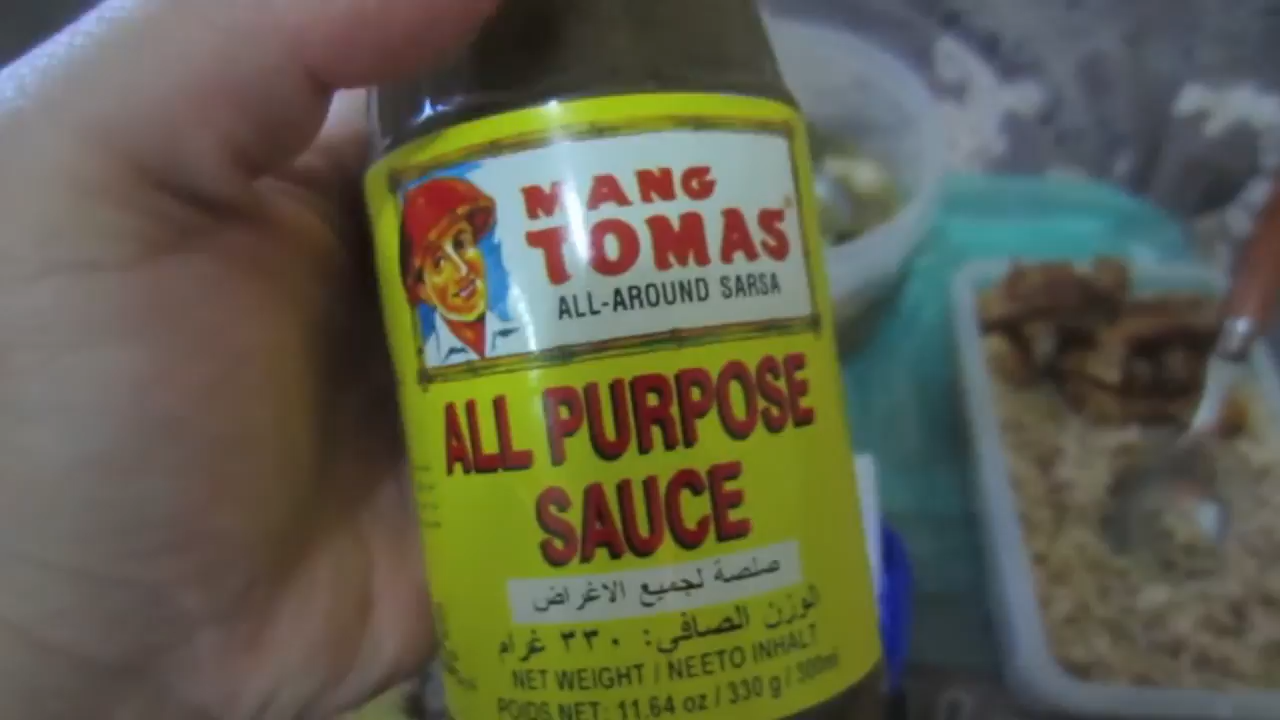 MANG
TOMAS®
ALL-AROUND SARSA
ALL PURPOSE
SAUCE
صلصة لجميع الاغراض
الوزن الصافي: ٣٣٠ غرام
NET WEIGHT / NEETO INHALT
POIDS NET: 11.64 oz / 330 g / 300ml